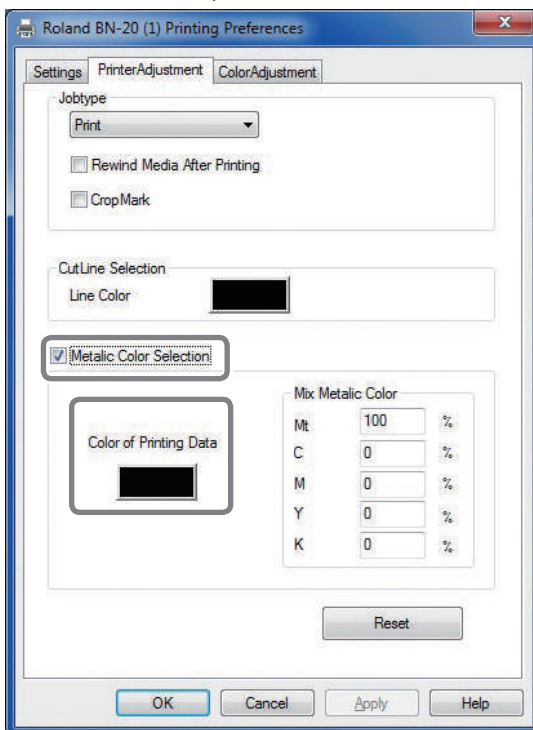 Roland BN-20 (1) Printing Preferences
Settings PrinterAdjustment ColorAdjustment
Jobtype
Print
Rewind Media After Printing
CropMark
CutLine Selection
Line Color
Metalic Color Selection
Color of Printing Data
Mix Metalic Color
Mt 100 %
C 0 %
M 0 %
Y 0 %
K 0 %
Reset
OK Cancel Apply Help